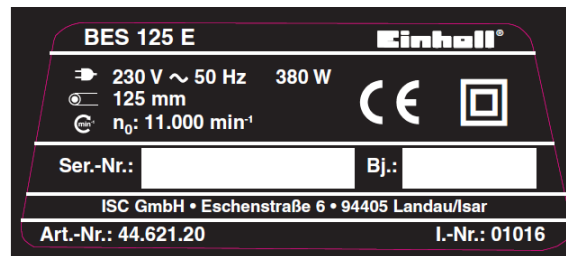 BES 125 E Einhell®
230 V ~ 50 Hz 380 W
125 mm
min⁻¹ n₀: 11.000 min⁻¹
CE
Ser.-Nr.: Bj.:
ISC GmbH • Eschenstraße 6 • 94405 Landau/Isar
Art.-Nr.: 44.621.20 I.-Nr.: 01016